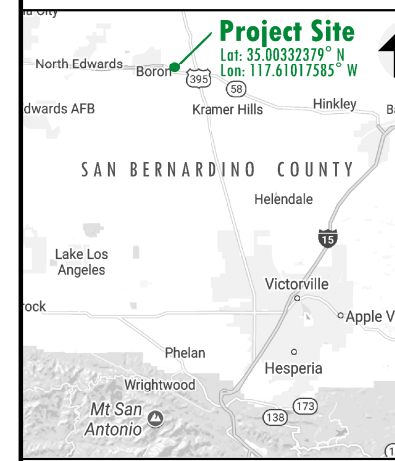 Project Site
Lat: 35.00332379° N
Lon: 117.61017585° W
North Edwards
Boron
395
58
dwards AFB
Kramer Hills
Hinkley
SAN BERNARDINO COUNTY
Helendale
15
Lake Los
Angeles
Victorville
rock
Apple V
Phelan
Hesperia
Wrightwood
Mt San
Antonio
138
173